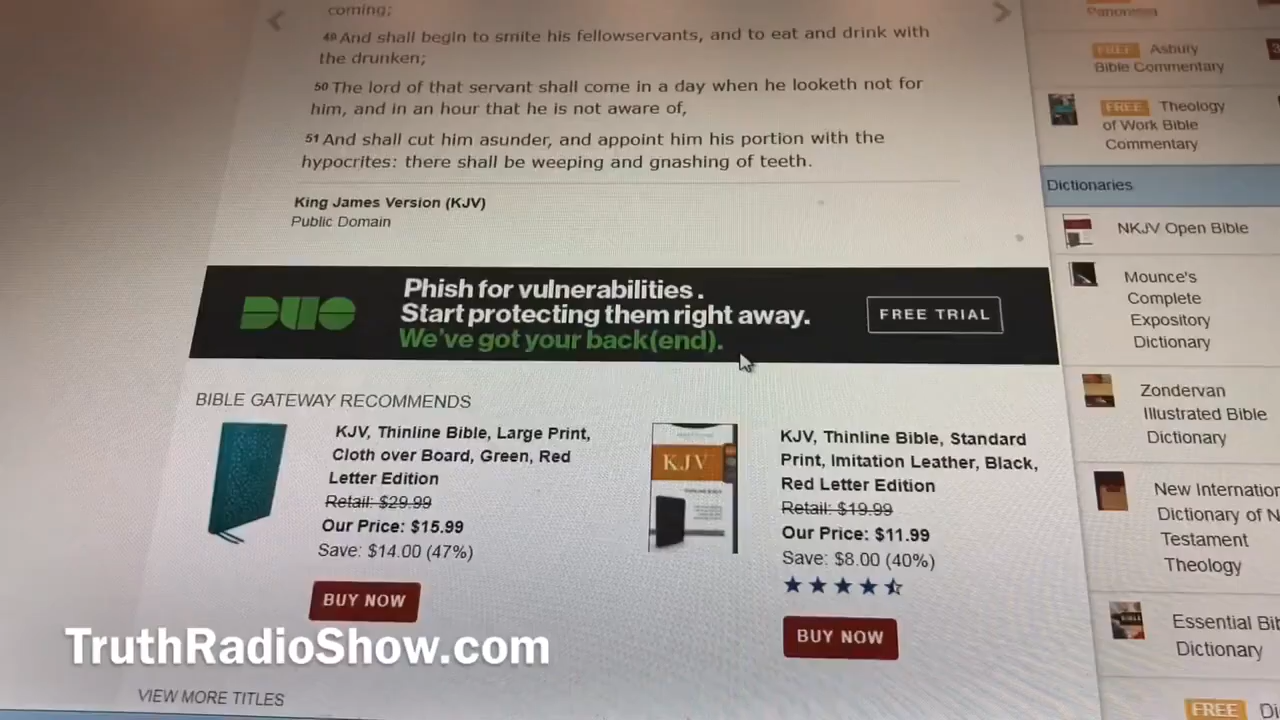 coming;
49 And shall begin to smite his fellowservants, and to eat and drink with
the drunken;
50 The lord of that servant shall come in a day when he looketh not for
him, and in an hour that he is not aware of,
51 And shall cut him asunder, and appoint him his portion with the
hypocrites: there shall be weeping and gnashing of teeth.
King James Version (KJV)
Public Domain
DUO
Phish for vulnerabilities.
Start protecting them right away.
We've got your back(end).
FREE TRIAL
BIBLE GATEWAY RECOMMENDS
KJV, Thinline Bible, Large Print,
Cloth over Board, Green, Red
Letter Edition
Retail: $29.99
Our Price: $15.99
Save: $14.00 (47%)
BUY NOW
KJV
KJV, Thinline Bible, Standard
Print, Imitation Leather, Black,
Red Letter Edition
Retail: $19.99
Our Price: $11.99
Save: $8.00 (40%)
BUY NOW
VIEW MORE TITLES
FREE Asbury
Bible Commentary
FREE Theology
of Work Bible
Commentary
Dictionaries
NKJV Open Bible
Mounce's
Complete
Expository
Dictionary
Zondervan
Illustrated Bible
Dictionary
New Internation
Dictionary of N
Testament
Theology
Essential Bib
Dictionary
FREE Di
TruthRadioShow.com